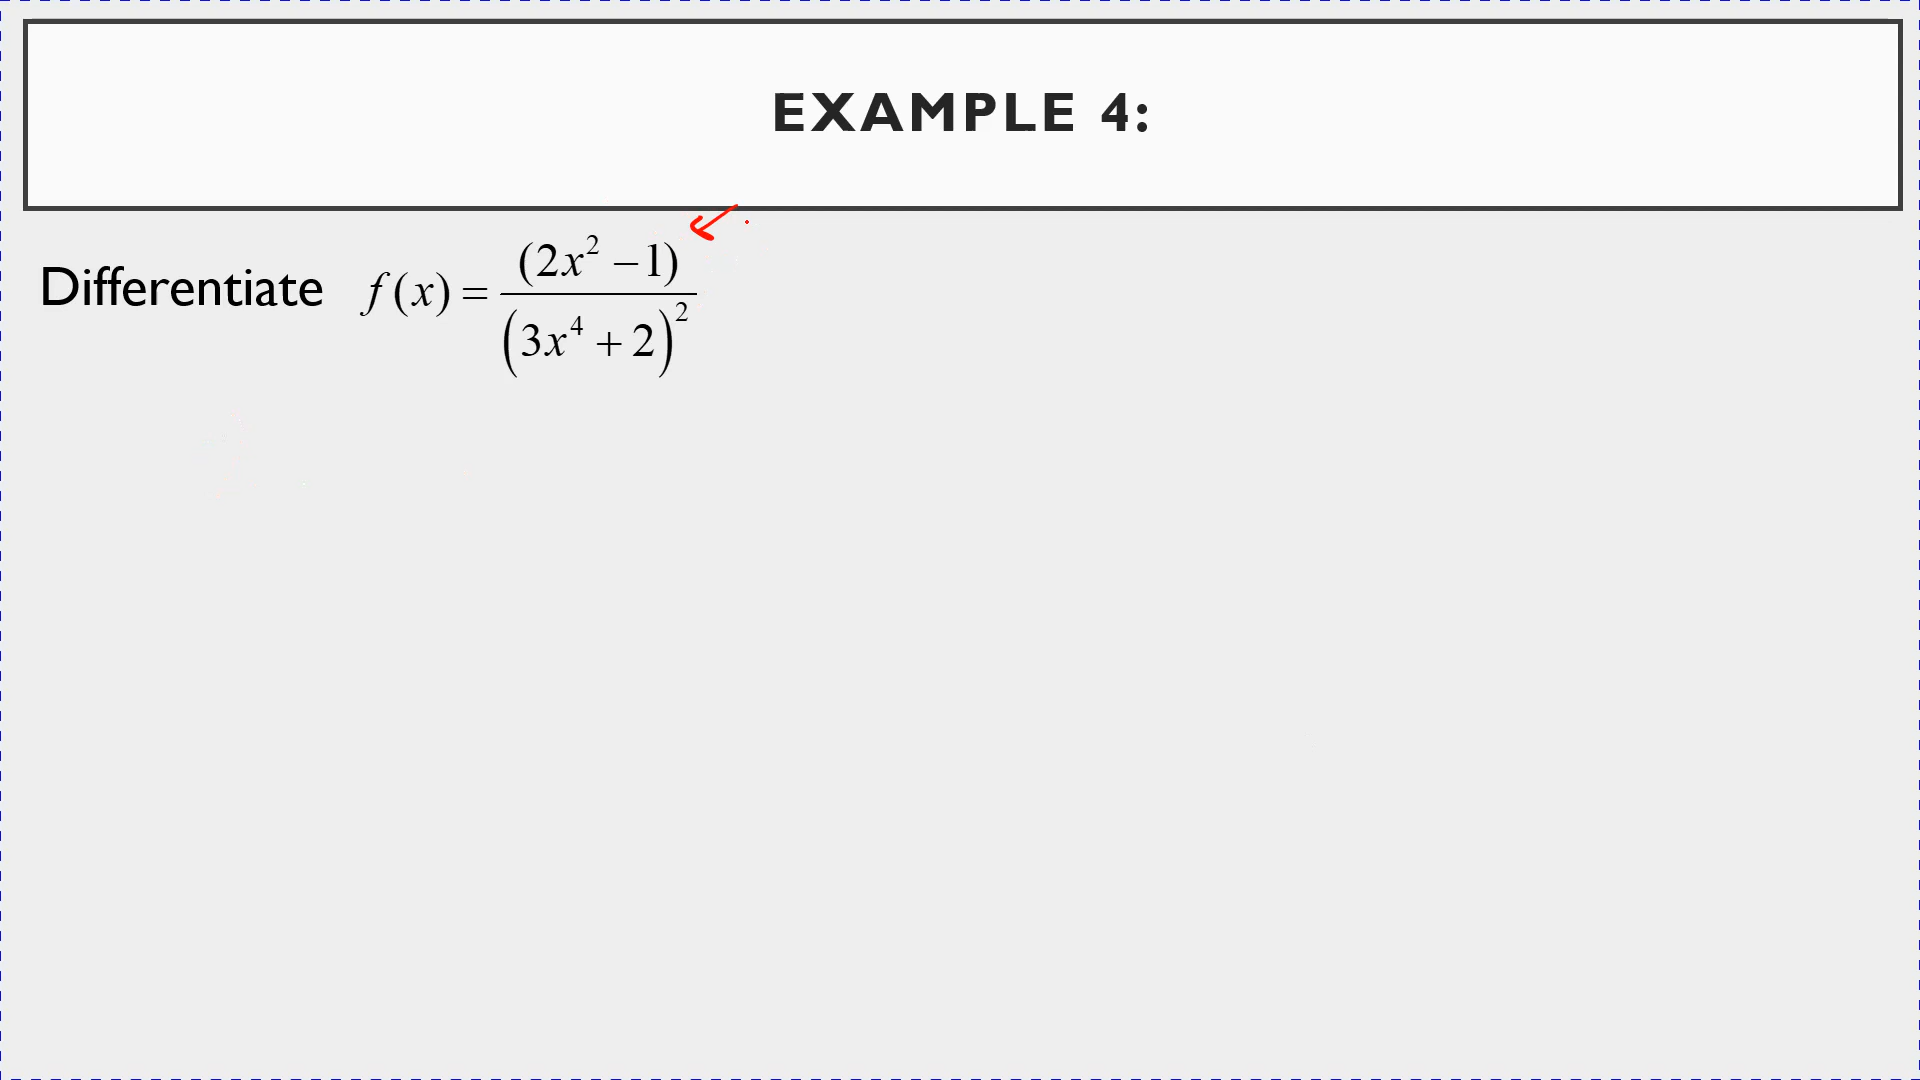 EXAMPLE 4:
Differentiate f(x) = (2x² − 1) / (3x⁴ + 2)²